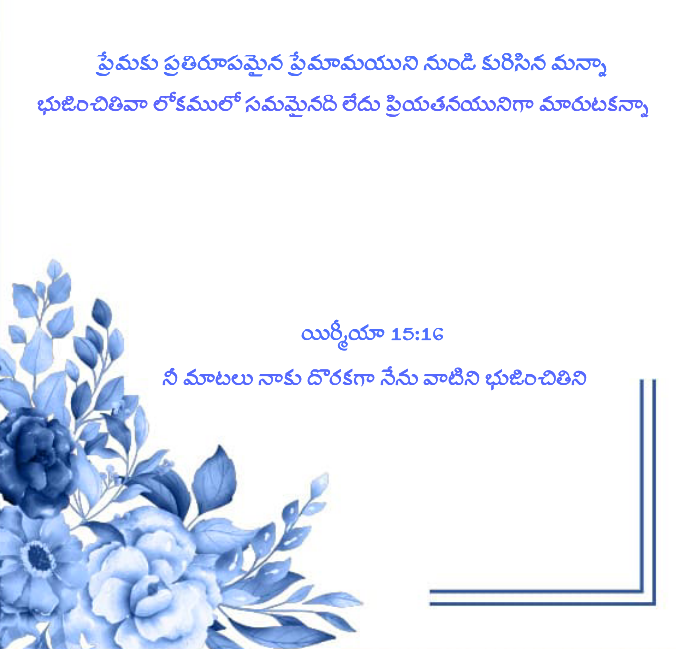 ప్రేమకు ప్రతిరూపమైన ప్రేమామయుని నుండి కురిసిన మన్నా
భుజించితివా లోకములో సమమైనది లేదు ప్రియతనయునిగా మారుటకన్నా
యిర్మీయా 15:16
నీ మాటలు నాకు దొరకగా నేను వాటిని భుజించితిని